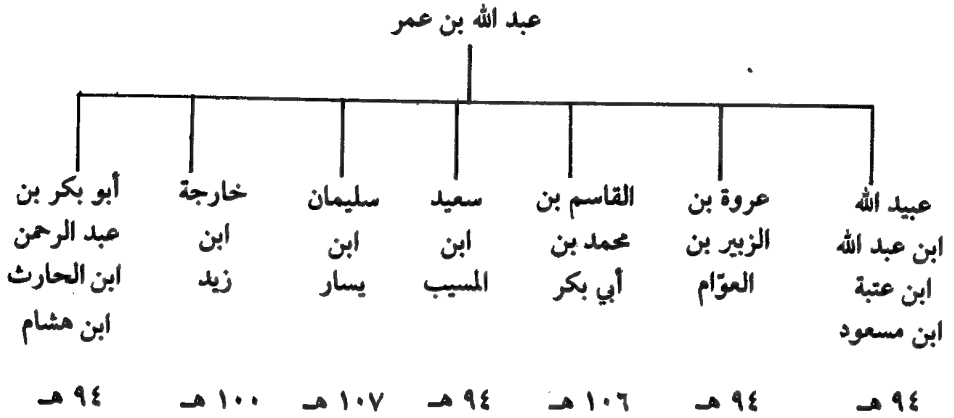 عبد الله بن عمر
عبيد الله
ابن عبد الله
ابن عتبة
ابن مسعود
٩٤ هـ
عروة بن
الزبير بن
العوّام
٩٤ هـ
القاسم بن
محمد بن
أبي بكر
١٠٦ هـ
سعيد
ابن
المسيب
٩٤ هـ
سليمان
ابن
يسار
١٠٧ هـ
خارجة
ابن
زيد
١٠٠ هـ
أبو بكر بن
عبد الرحمن
ابن الحارث
ابن هشام
٩٤ هـ